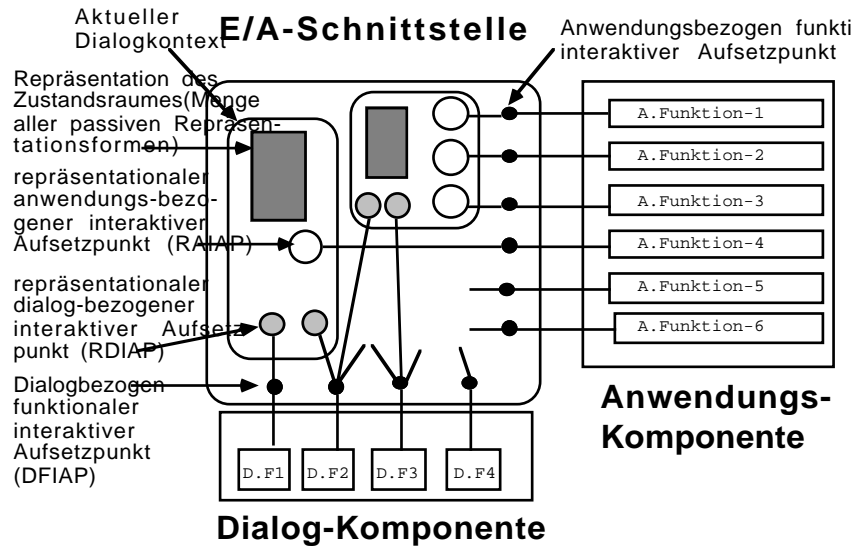 Aktueller
Dialogkontext
E/A-Schnittstelle
Anwendungsbezogen funkti
interaktiver Aufsetzpunkt
Repräsentation des
Zustandsraumes(Menge
aller passiven Repräsen-
tationsformen)
repräsentationaler
anwendungs-bezo-
gener interaktiver
Aufsetzpunkt (RAIAP)
repräsentationaler
dialog-bezogener
interaktiver Aufsetz-
punkt (RDIAP)
Dialogbezogen
funktionaler
interaktiver
Aufsetzpunkt
(DFIAP)
A.Funktion-1
A.Funktion-2
A.Funktion-3
A.Funktion-4
A.Funktion-5
A.Funktion-6
Anwendungs-
Komponente
D.F1 D.F2 D.F3 D.F4
Dialog-Komponente